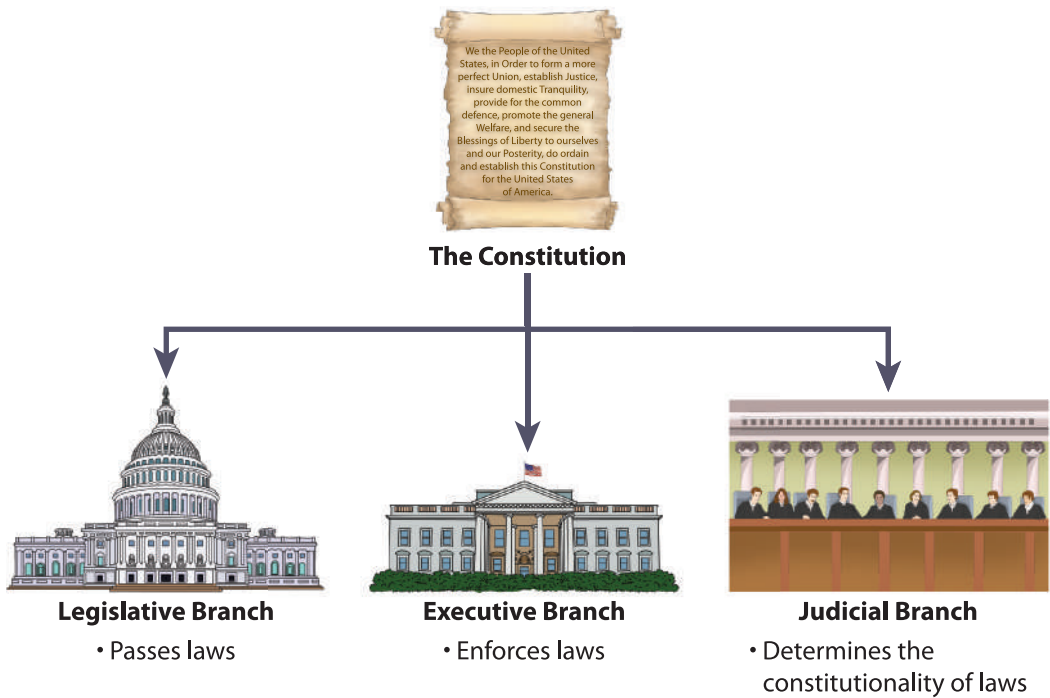 We the People of the United
States, in Order to form a more
perfect Union, establish Justice,
insure domestic Tranquility,
provide for the common
defence, promote the general
Welfare, and secure the
Blessings of Liberty to ourselves
and our Posterity, do ordain
and establish this Constitution
for the United States
of America.
The Constitution
Legislative Branch
• Passes laws
Executive Branch
• Enforces laws
Judicial Branch
• Determines the
constitutionality of laws